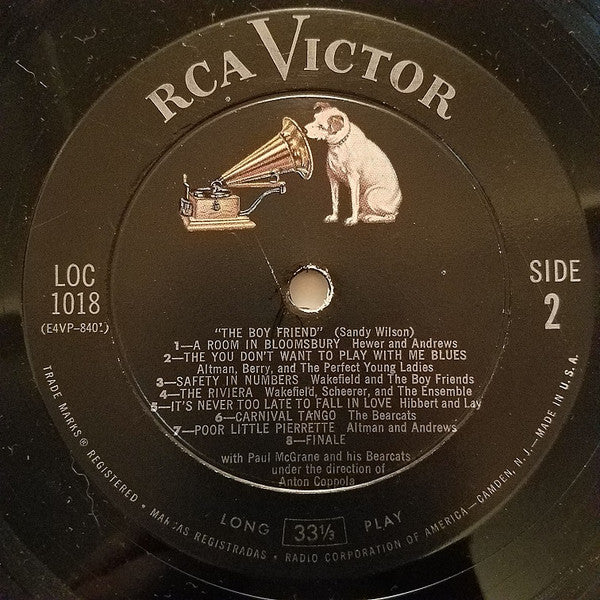 RCA VICTOR
LOC
1018
(E4VP-8401)
SIDE
2
"THE BOY FRIEND" (Sandy Wilson)
1—A ROOM IN BLOOMSBURY Hewer and Andrews
2—THE YOU DON'T WANT TO PLAY WITH ME BLUES
Altman, Berry, and The Perfect Young Ladies
3—SAFETY IN NUMBERS Wakefield and The Boy Friends
4—THE RIVIERA Wakefield, Scheerer, and The Ensemble
5—IT'S NEVER TOO LATE TO FALL IN LOVE Hibbert and Lay
6—CARNIVAL TANGO The Bearcats
7—POOR LITTLE PIERRETTE Altman and Andrews
8—FINALE
with Paul McGrane and his Bearcats
under the direction of
Anton Coppola
LONG 33⅓ PLAY
TRADE MARKS ® REGISTERED • MARCAS REGISTRADAS • RADIO CORPORATION OF AMERICA—CAMDEN, N. J.—MADE IN U.S.A.